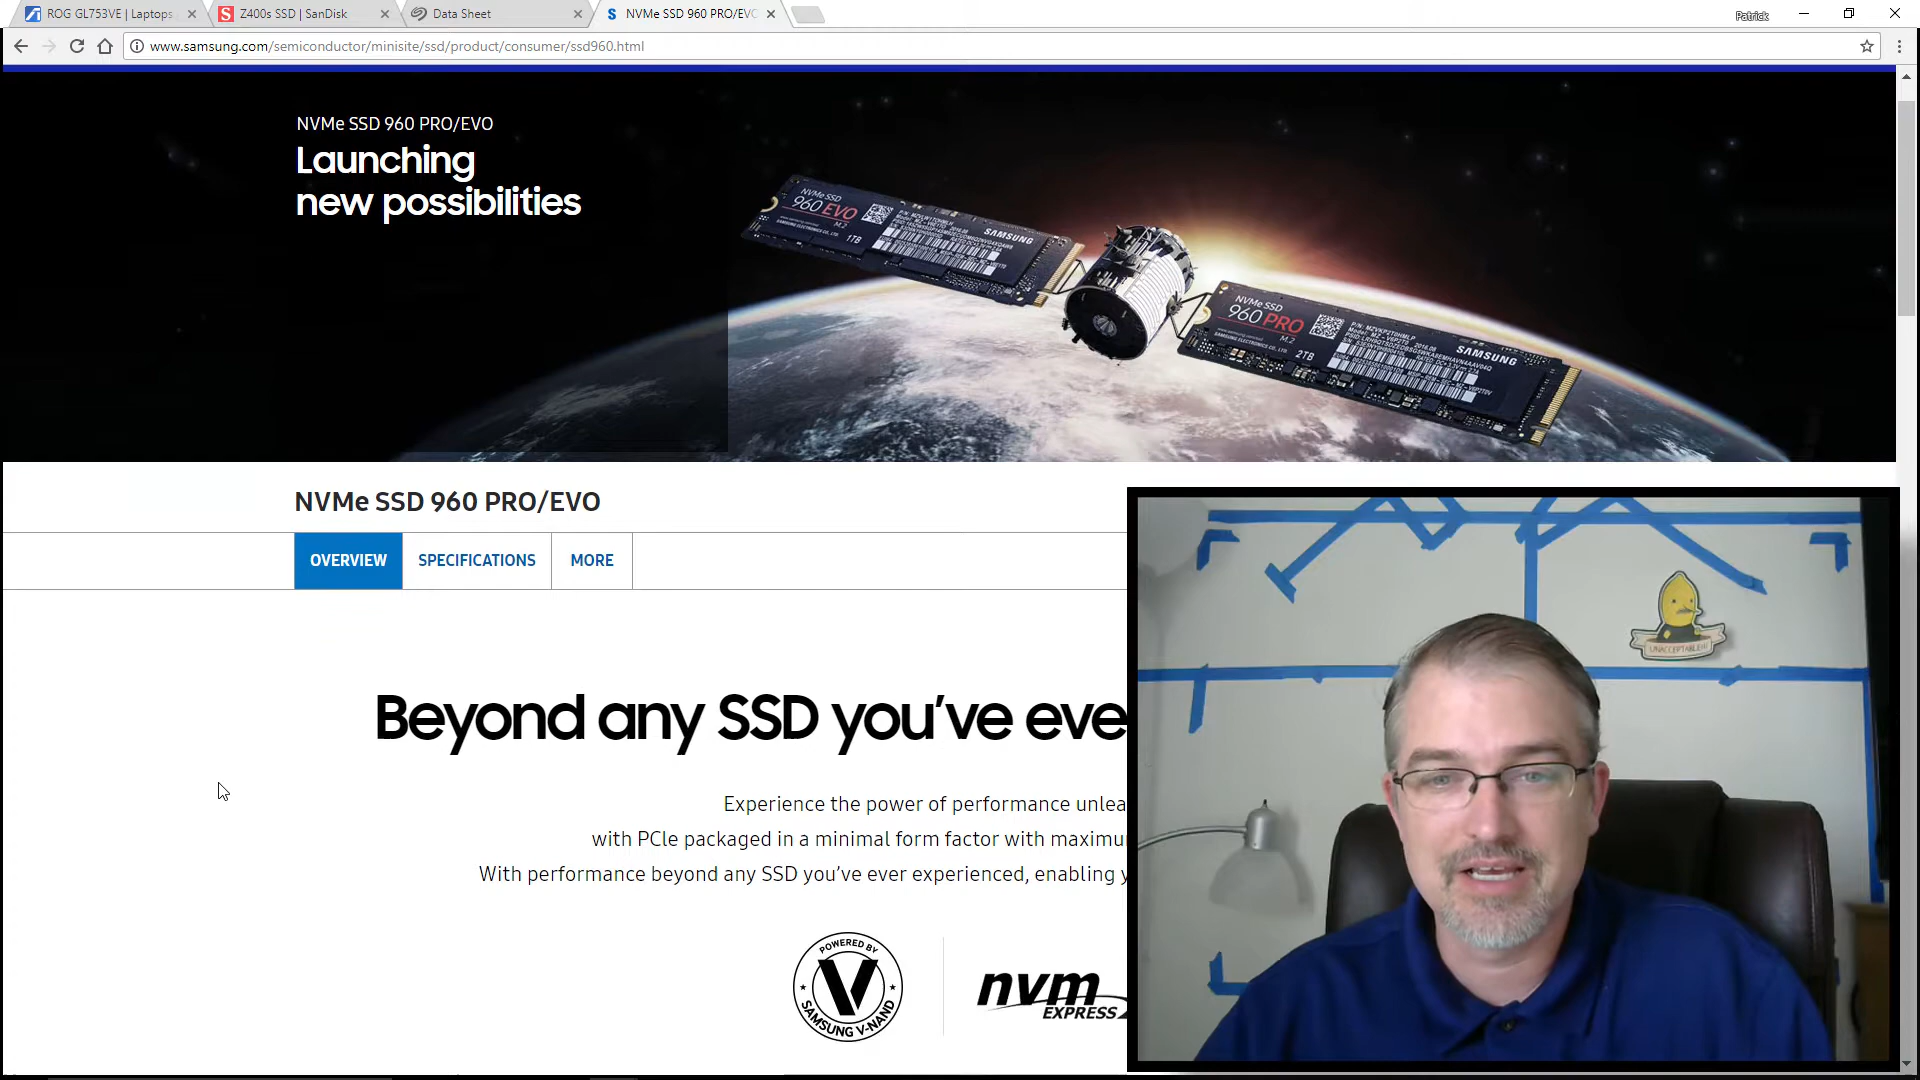 ROG GL753VE | Laptops
Z400s SSD | SanDisk
Data Sheet
NVMe SSD 960 PRO/EVO
Patrick
www.samsung.com/semiconductor/minisite/ssd/product/consumer/ssd960.html
NVMe SSD 960 PRO/EVO
Launching
new possibilities
NVMe SSD
960 EVO
M.2
1TB
SAMSUNG
NVMe SSD
960 PRO
M.2
2TB
SAMSUNG
NVMe SSD 960 PRO/EVO
OVERVIEW
SPECIFICATIONS
MORE
Beyond any SSD you've eve
Experience the power of performance unlea
with PCIe packaged in a minimal form factor with maximu
With performance beyond any SSD you've ever experienced, enabling y
POWERED BY
V
SAMSUNG V-NAND
nvm
EXPRESS
UNACCEPTABLE!